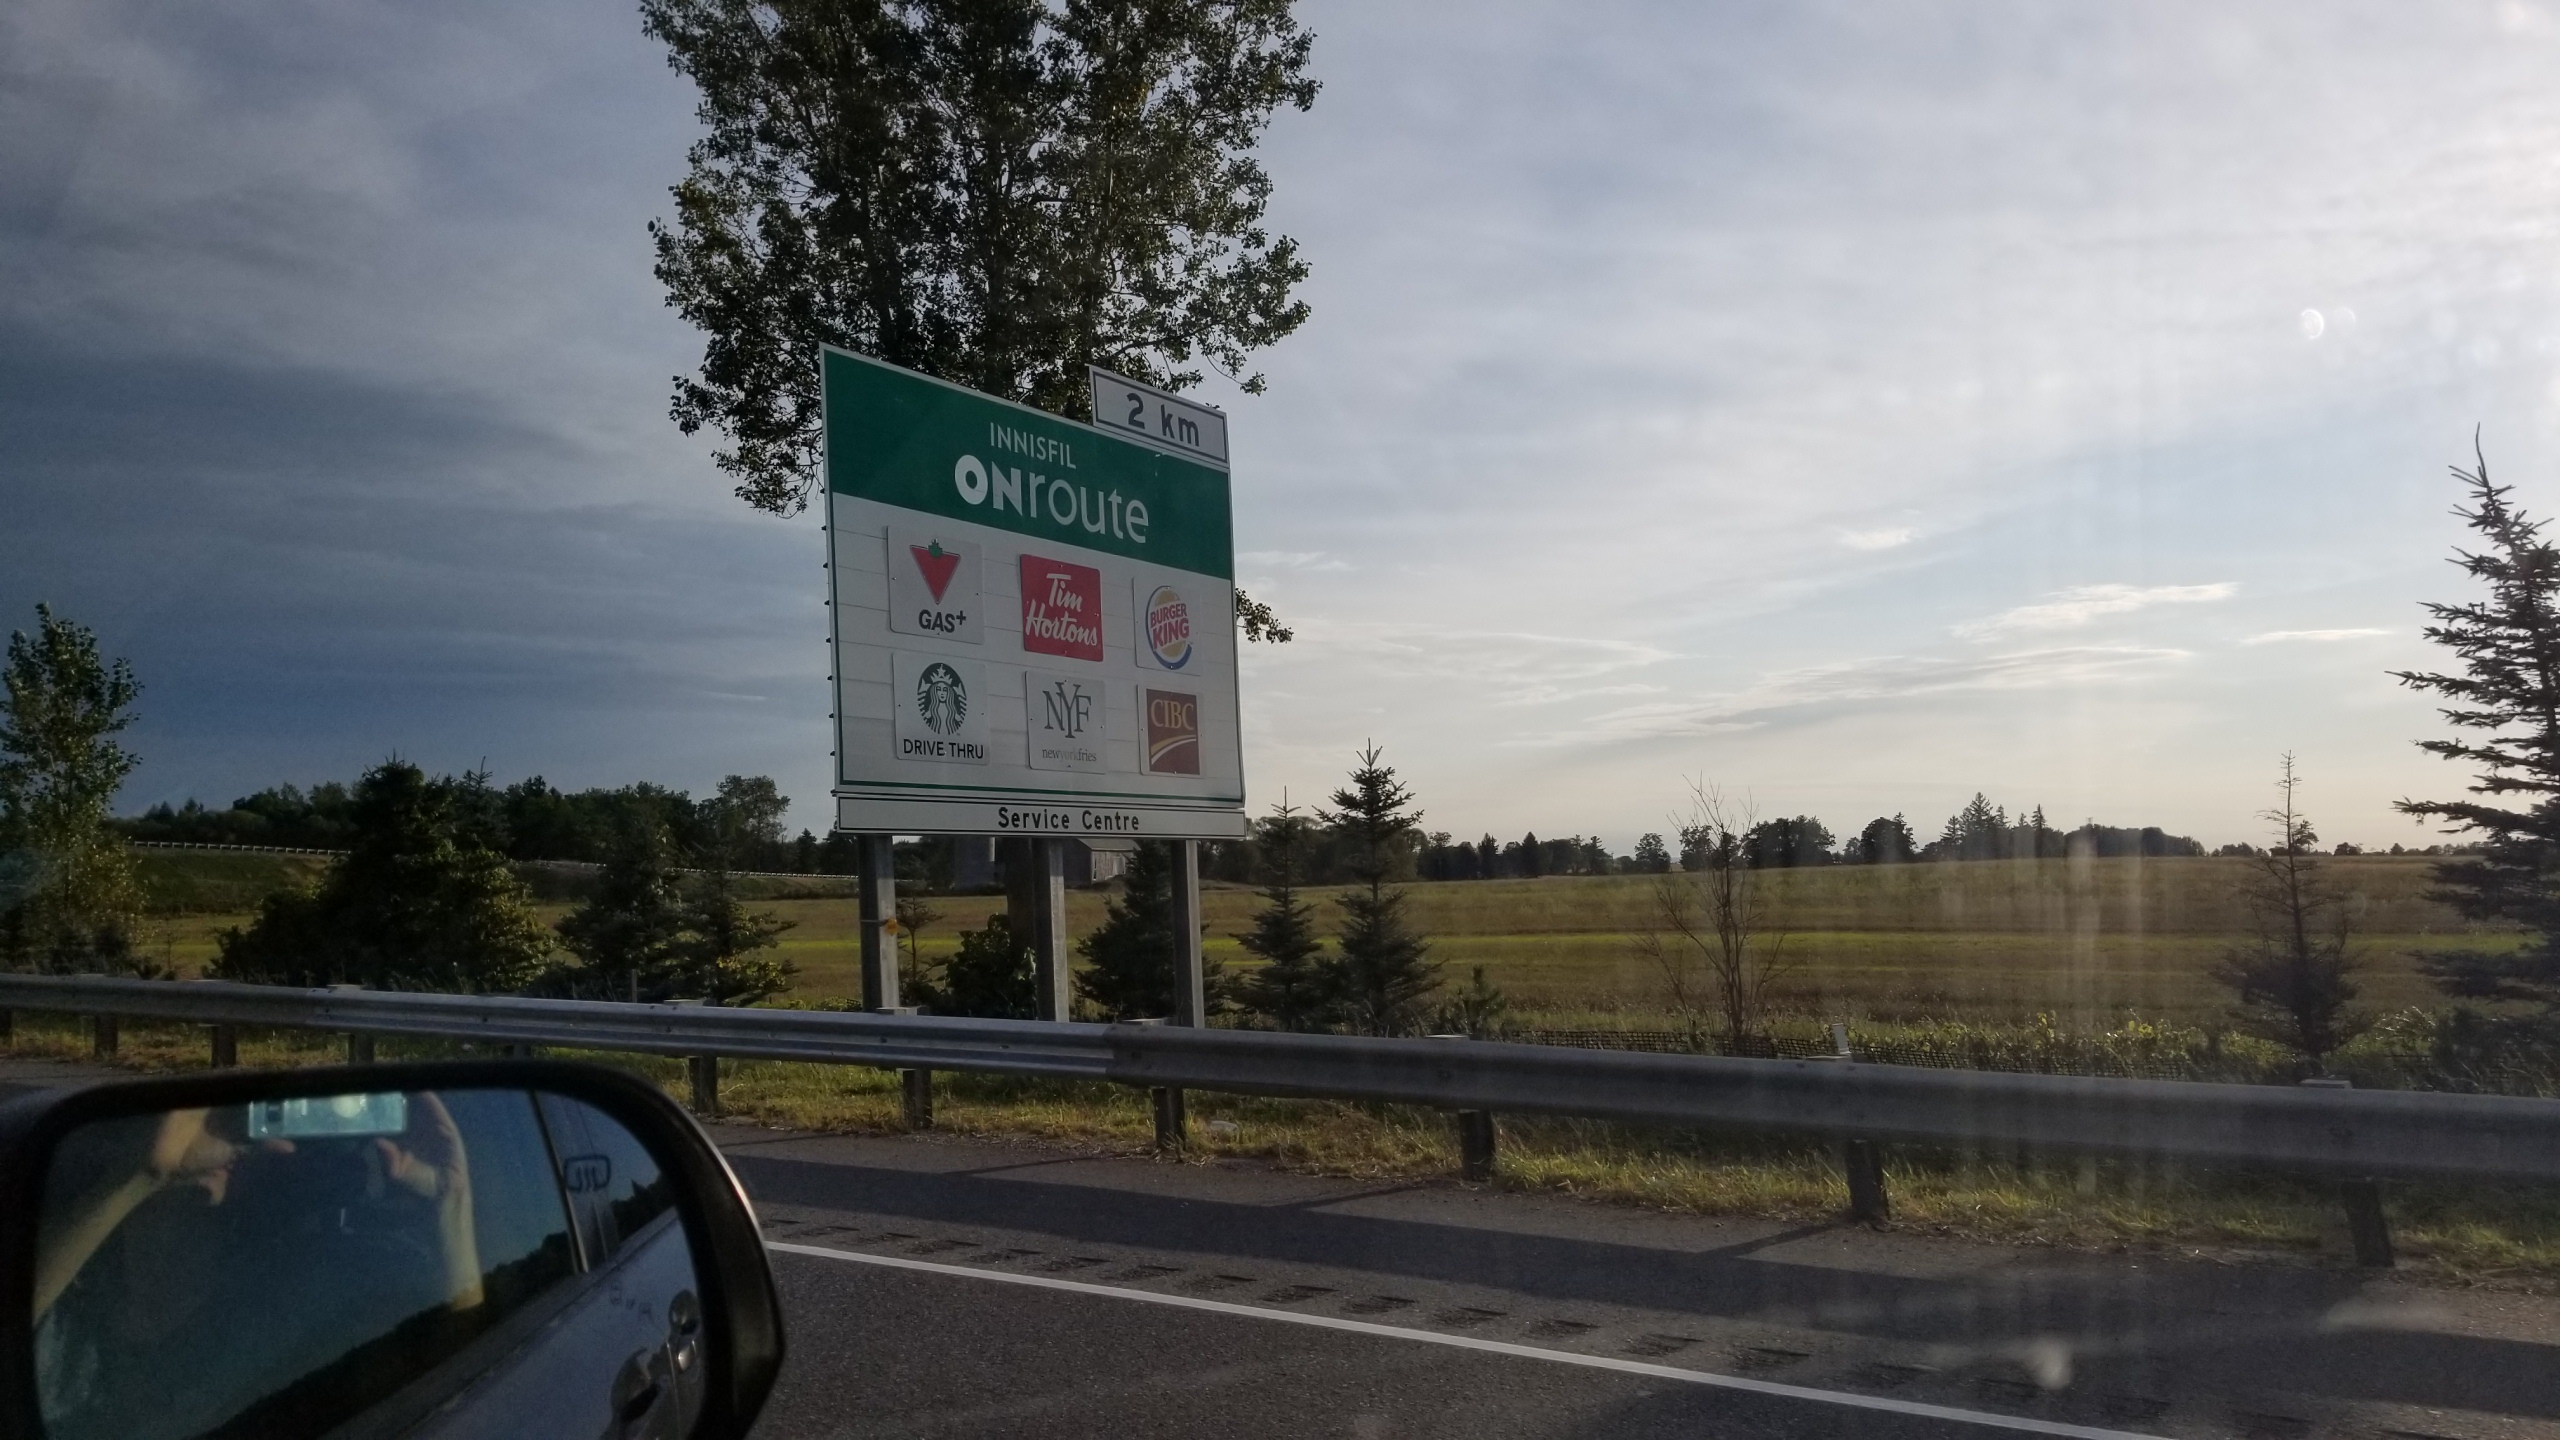 2 km
INNISFIL
ONroute
GAS+
Tim
Hortons
BURGER
KING
DRIVE THRU
NYF
newyorkfries
CIBC
Service Centre